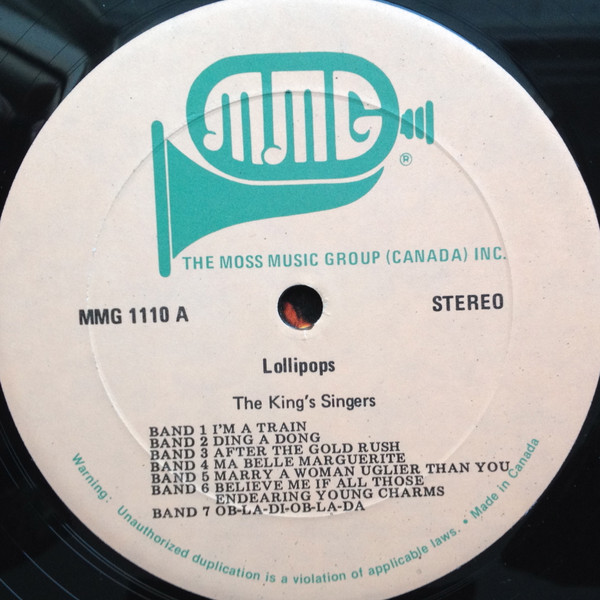 MMG
®
THE MOSS MUSIC GROUP (CANADA) INC.
MMG 1110 A
STEREO
Lollipops
The King's Singers
BAND 1 I'M A TRAIN
BAND 2 DING A DONG
BAND 3 AFTER THE GOLD RUSH
BAND 4 MA BELLE MARGUERITE
BAND 5 MARRY A WOMAN UGLIER THAN YOU
BAND 6 BELIEVE ME IF ALL THOSE
ENDEARING YOUNG CHARMS
BAND 7 OB-LA-DI-OB-LA-DA
Warning: Unauthorized duplication is a violation of applicable laws. • Made in Canada